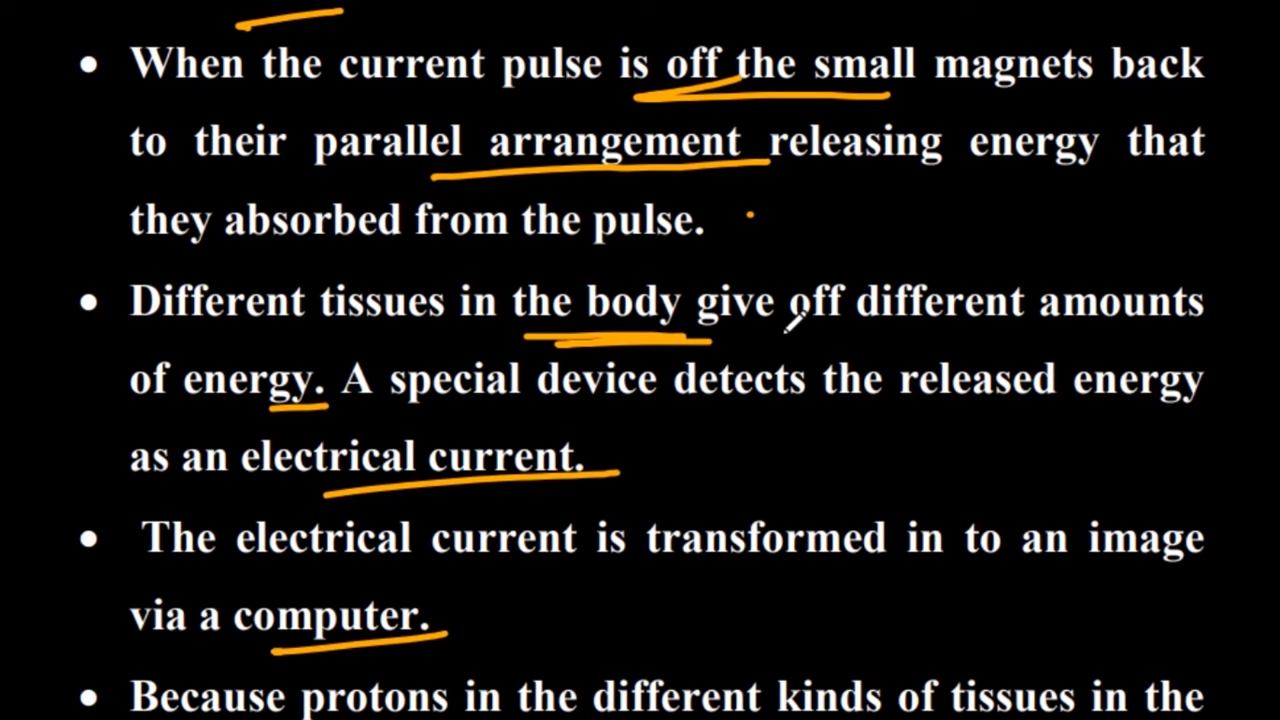 • When the current pulse is off the small magnets back
to their parallel arrangement releasing energy that
they absorbed from the pulse.
• Different tissues in the body give off different amounts
of energy. A special device detects the released energy
as an electrical current.
• The electrical current is transformed in to an image
via a computer.
• Because protons in the different kinds of tissues in the